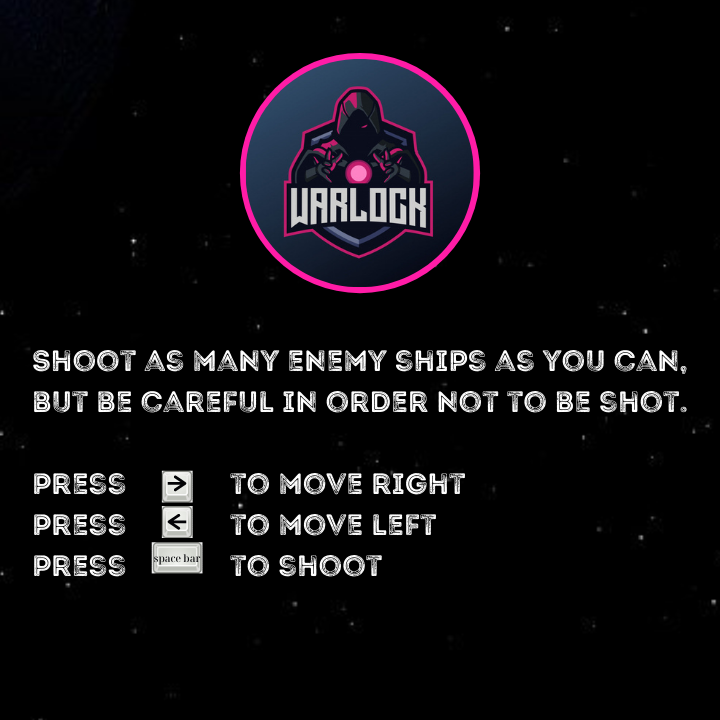 WARLOCK
SHOOT AS MANY ENEMY SHIPS AS YOU CAN,
BUT BE CAREFUL IN ORDER NOT TO BE SHOT.
PRESS → TO MOVE RIGHT
PRESS ← TO MOVE LEFT
PRESS space bar TO SHOOT